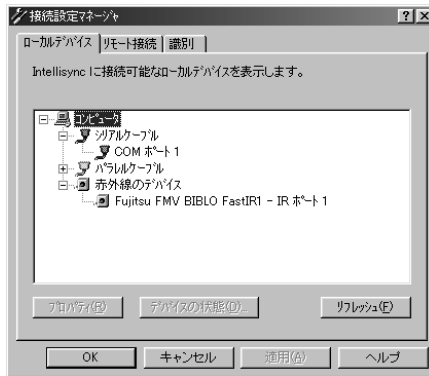 接続設定マネージャ
ローカルデバイス リモート接続 識別
Intellisync に接続可能なローカルデバイスを表示します。
コンピュータ
シリアルケーブル
COM ポート 1
パラレルケーブル
赤外線のデバイス
Fujitsu FMV BIBLO FastIR1 - IR ポート 1
プロパティ(R) デバイスの状態(D)... リフレッシュ(F)
OK キャンセル 適用(A) ヘルプ